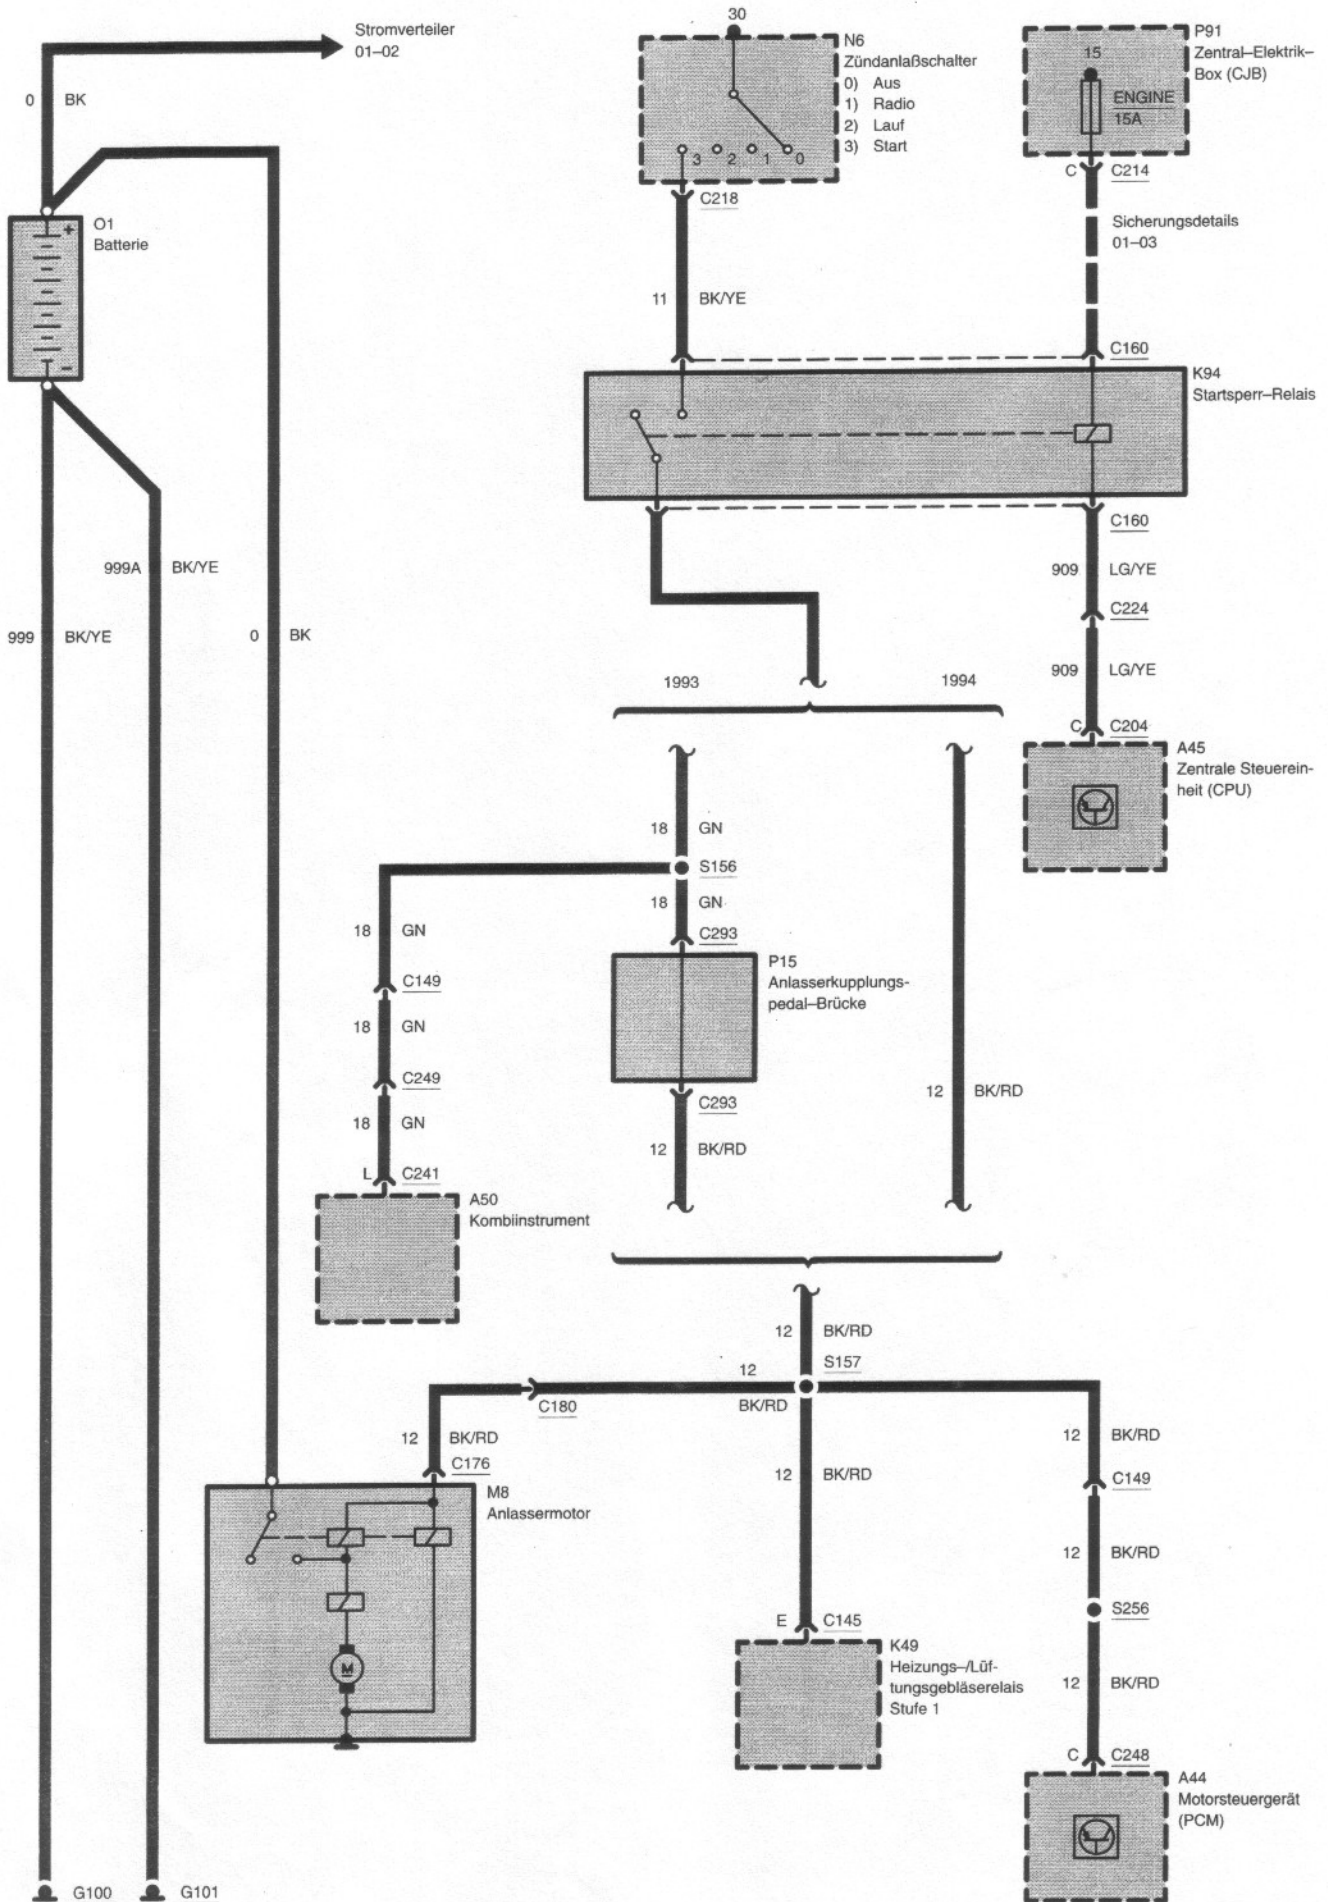 Stromverteiler
01–02
0 BK
O1
Batterie
+
–
30
N6
Zündanlaßschalter
0) Aus
1) Radio
2) Lauf
3) Start
3 2 1 0
C218
P91
Zentral–Elektrik–
Box (CJB)
15
ENGINE
15A
C C214
Sicherungsdetails
01–03
11 BK/YE
C160
K94
Startsperr–Relais
C160
909 LG/YE
C224
909 LG/YE
C C204
A45
Zentrale Steuerein-
heit (CPU)
999A BK/YE
999 BK/YE
0 BK
1993
1994
18 GN
S156
18 GN
C293
P15
Anlasserkupplungs-
pedal–Brücke
C293
12 BK/RD
12 BK/RD
18 GN
C149
18 GN
C249
18 GN
L C241
A50
Kombiinstrument
12 BK/RD
S157
12
BK/RD
C180
12 BK/RD
C176
M8
Anlassermotor
M
12 BK/RD
E C145
K49
Heizungs–/Lüf-
tungsgebläserelais
Stufe 1
12 BK/RD
C149
12 BK/RD
S256
12 BK/RD
C C248
A44
Motorsteuergerät
(PCM)
G100
G101